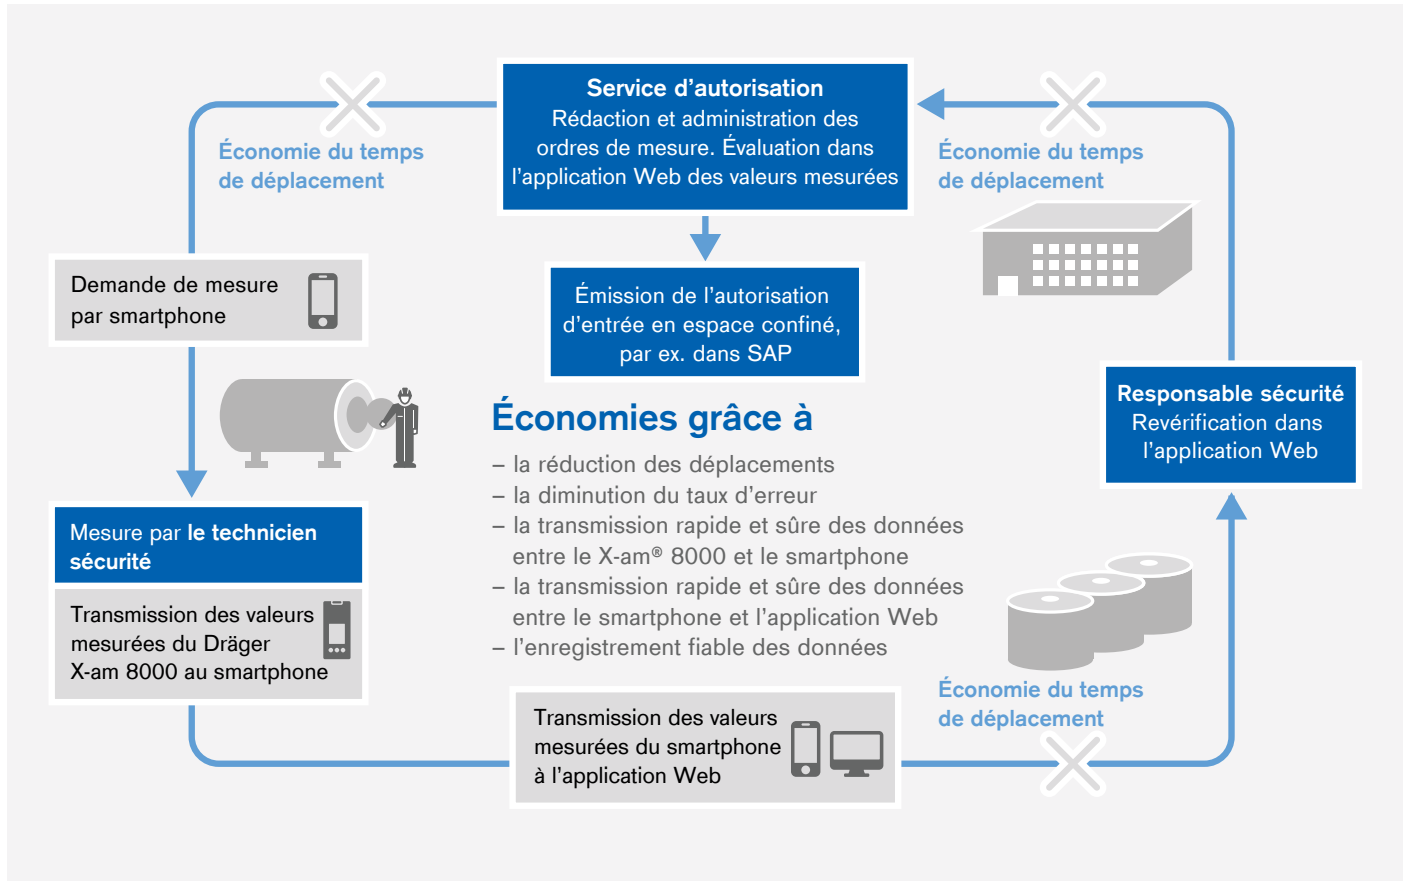 Service d’autorisation
Rédaction et administration des
ordres de mesure. Évaluation dans
l’application Web des valeurs mesurées
Économie du temps
de déplacement
Économie du temps
de déplacement
Demande de mesure
par smartphone
Émission de l’autorisation
d’entrée en espace confiné,
par ex. dans SAP
Responsable sécurité
Revérification dans
l’application Web
Économies grâce à
– la réduction des déplacements
– la diminution du taux d’erreur
– la transmission rapide et sûre des données
entre le X-am® 8000 et le smartphone
– la transmission rapide et sûre des données
entre le smartphone et l’application Web
– l’enregistrement fiable des données
Mesure par le technicien
sécurité
Transmission des valeurs
mesurées du Dräger
X-am 8000 au smartphone
Transmission des valeurs
mesurées du smartphone
à l’application Web
Économie du temps
de déplacement